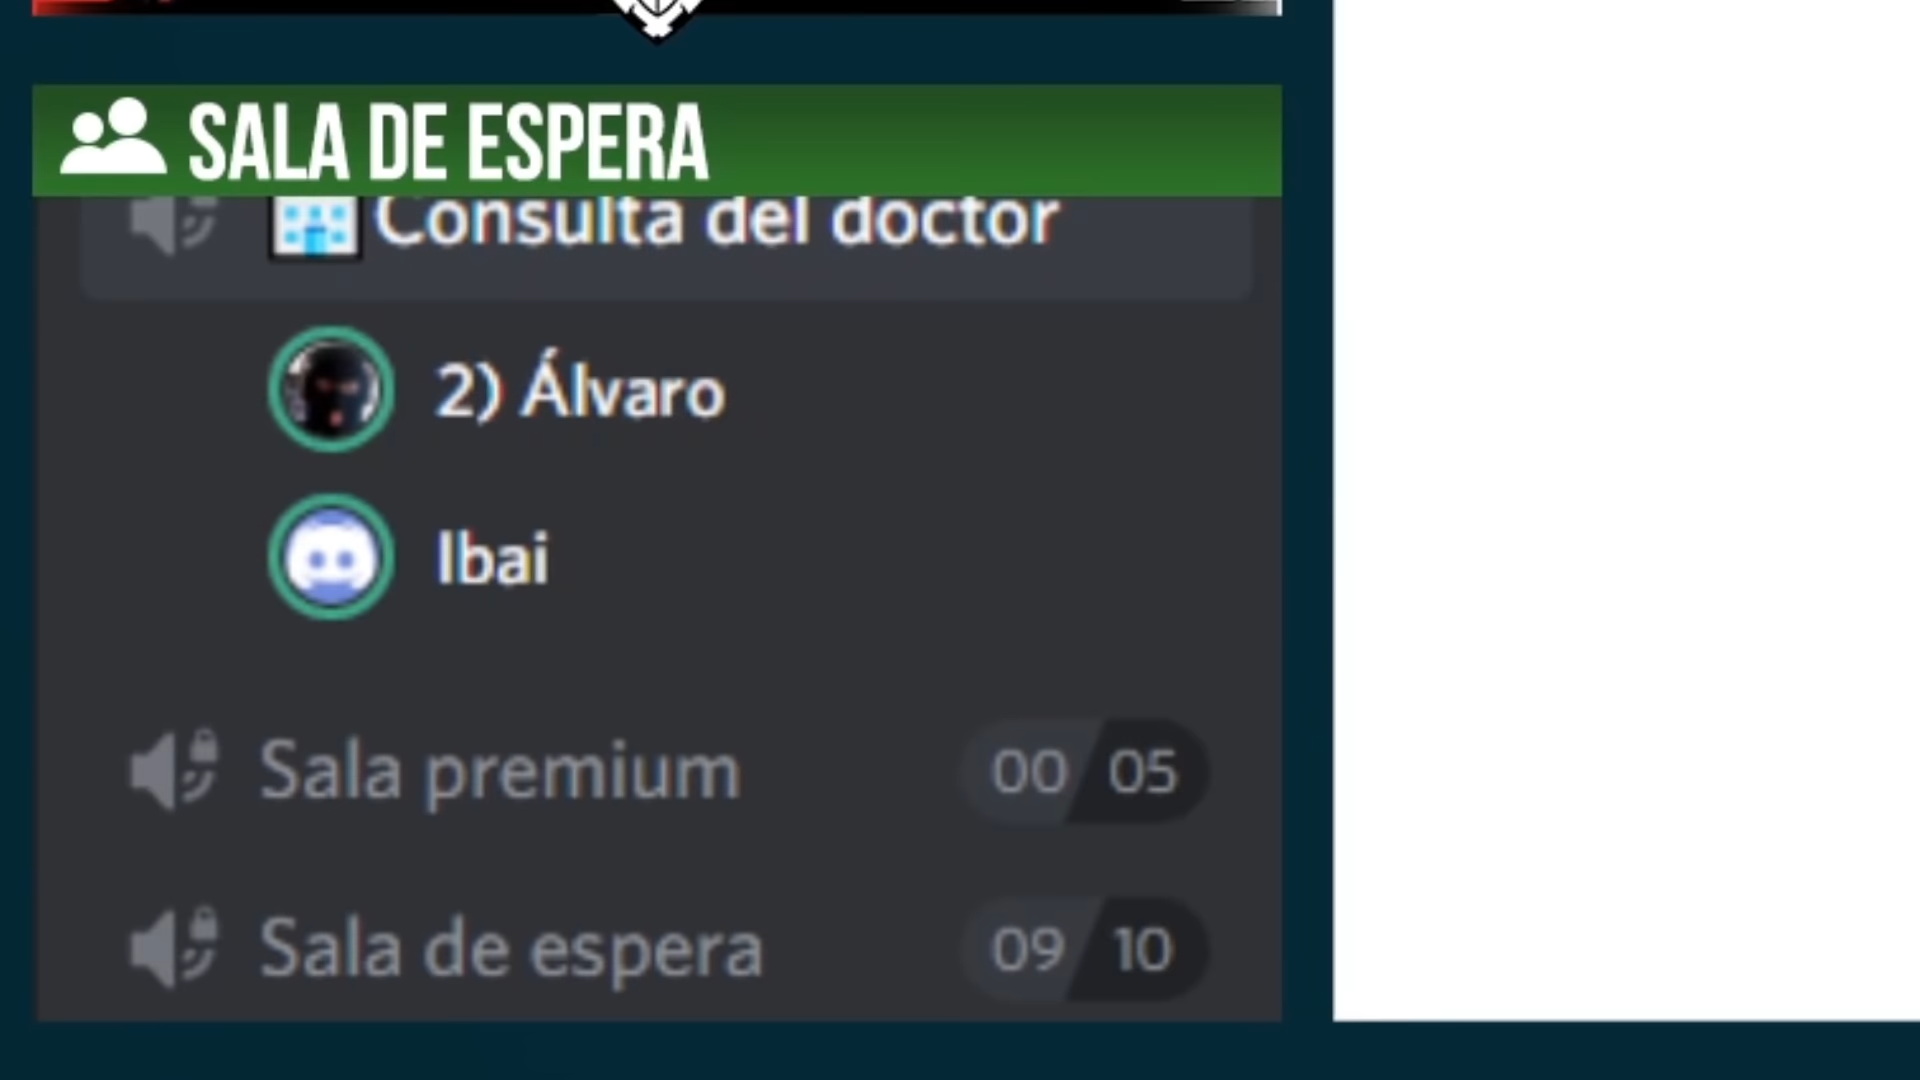 SALA DE ESPERA
Consulta del doctor
2) Álvaro
Ibai
Sala premium 00 05
Sala de espera 09 10